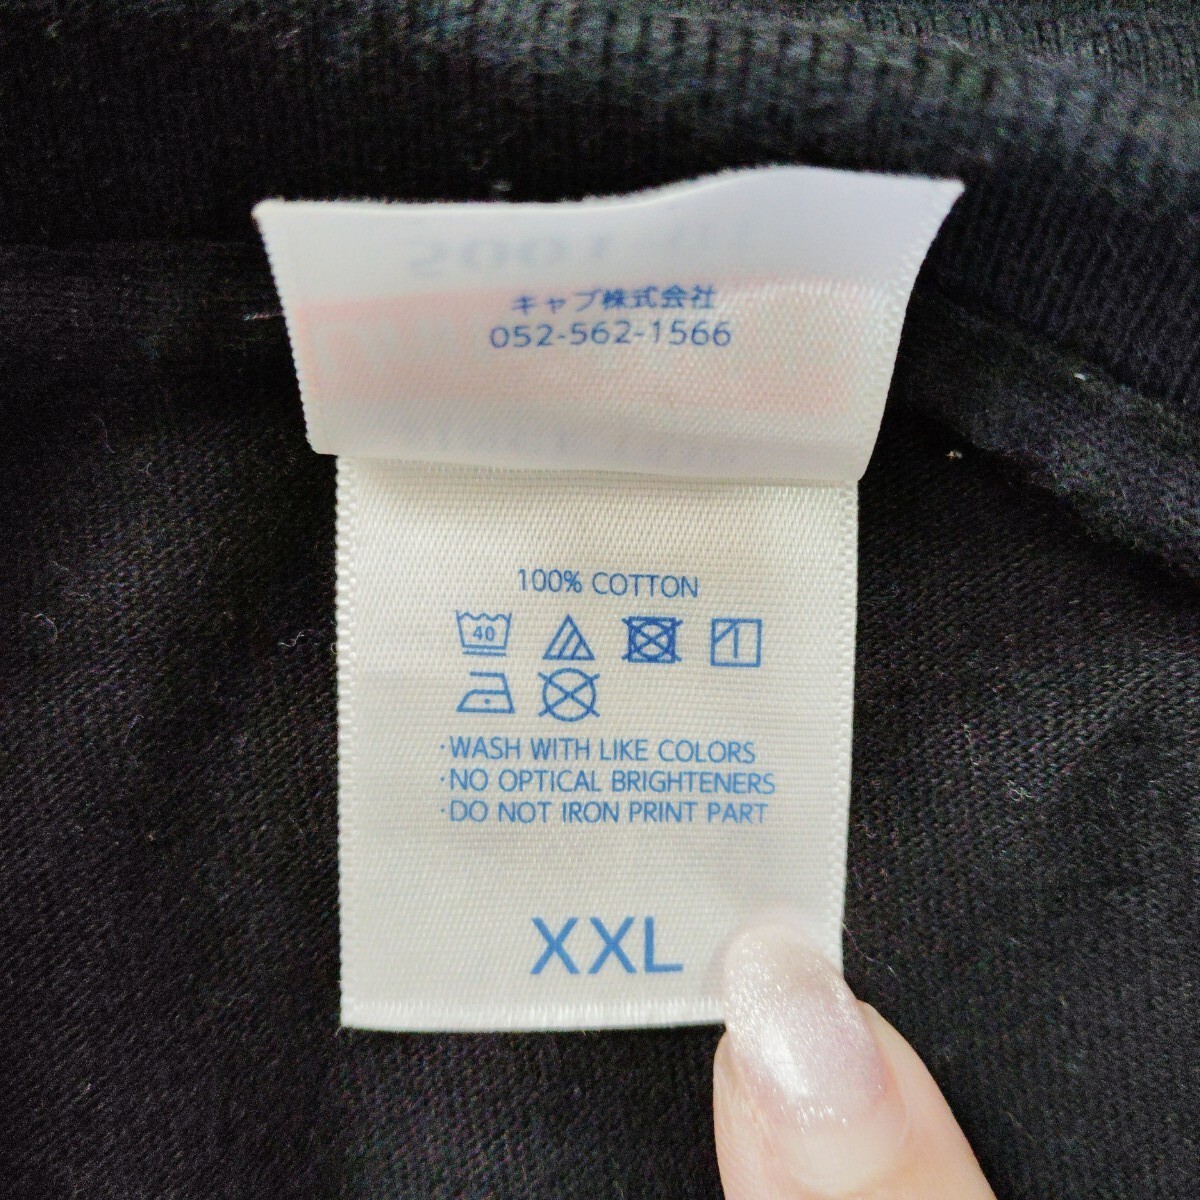 キャブ株式会社
052-562-1566
100% COTTON
40
·WASH WITH LIKE COLORS
·NO OPTICAL BRIGHTENERS
·DO NOT IRON PRINT PART
XXL